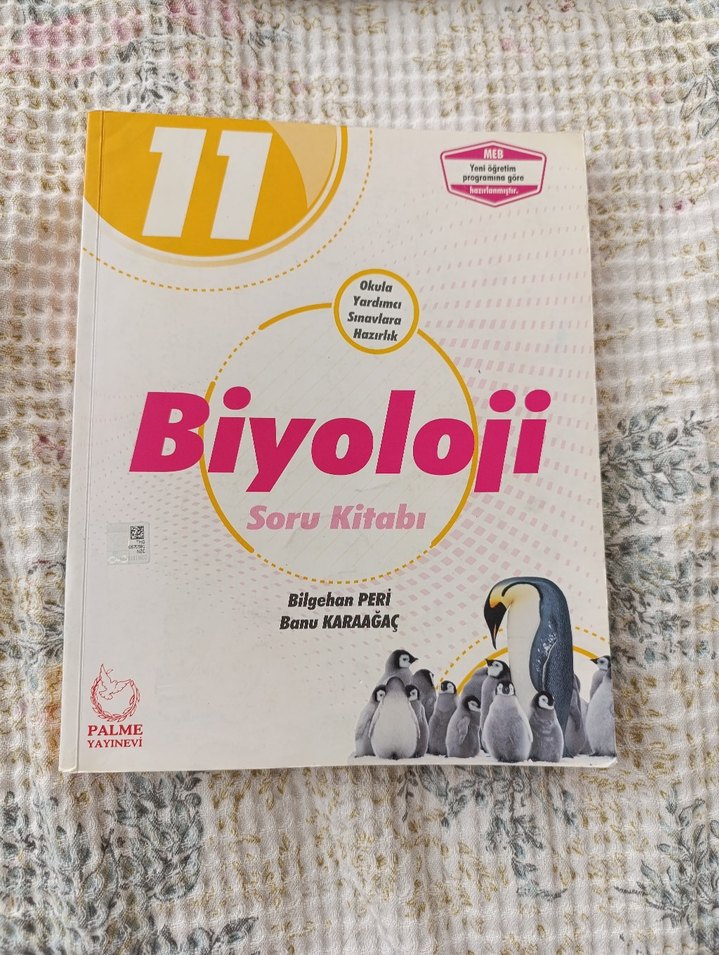 11
MEB
Yeni öğretim
programına göre
hazırlanmıştır.
Okula
Yardımcı
Sınavlara
Hazırlık
Biyoloji
Soru Kitabı
Bilgehan PERİ
Banu KARAAĞAÇ
PALME
YAYINEVİ